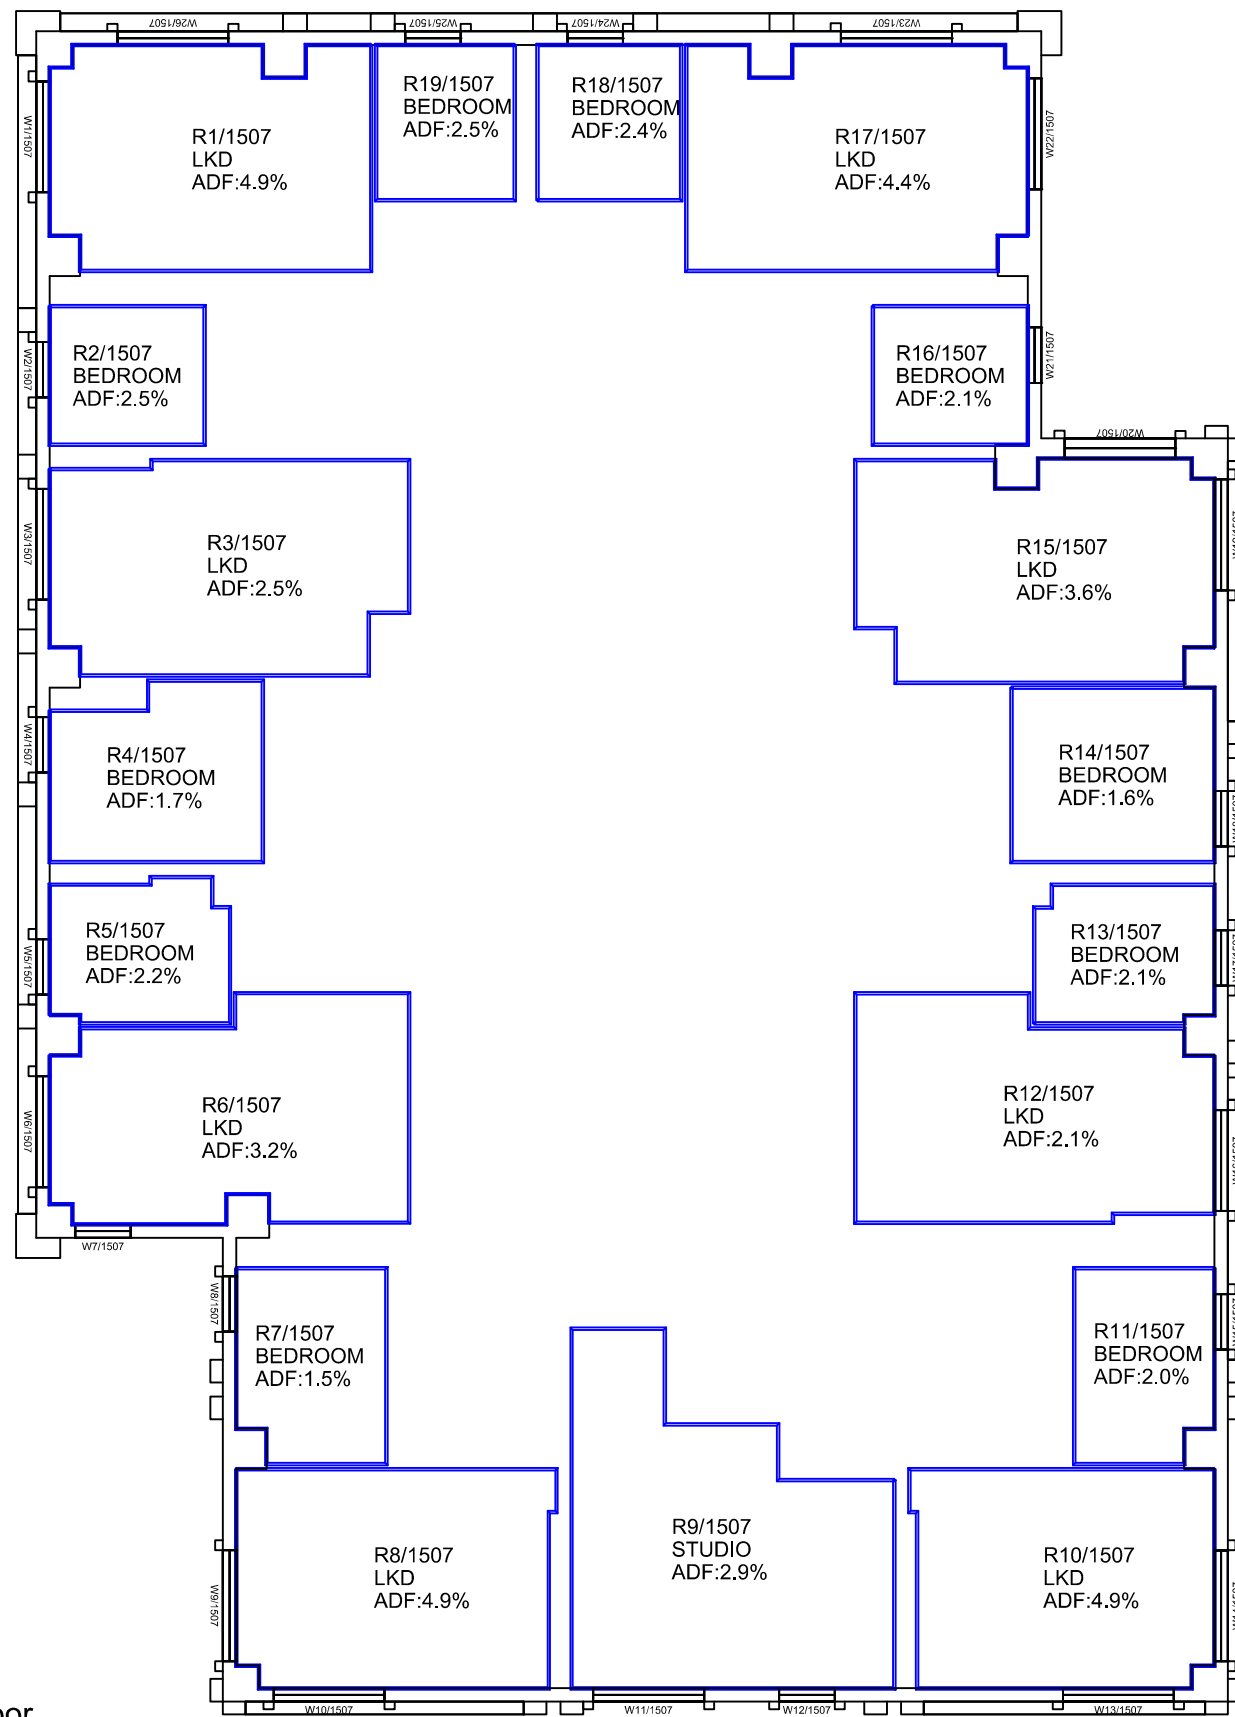 W26/1507
W25/1507
W24/1507
W23/1507
R1/1507
LKD
ADF:4.9%
R19/1507
BEDROOM
ADF:2.5%
R18/1507
BEDROOM
ADF:2.4%
R17/1507
LKD
ADF:4.4%
W1/1507
W22/1507
R2/1507
BEDROOM
ADF:2.5%
W2/1507
R16/1507
BEDROOM
ADF:2.1%
W21/1507
W20/1507
R3/1507
LKD
ADF:2.5%
W3/1507
R15/1507
LKD
ADF:3.6%
R4/1507
BEDROOM
ADF:1.7%
W4/1507
R14/1507
BEDROOM
ADF:1.6%
R5/1507
BEDROOM
ADF:2.2%
W5/1507
R13/1507
BEDROOM
ADF:2.1%
R6/1507
LKD
ADF:3.2%
W6/1507
R12/1507
LKD
ADF:2.1%
W7/1507
W8/1507
R7/1507
BEDROOM
ADF:1.5%
R11/1507
BEDROOM
ADF:2.0%
R8/1507
LKD
ADF:4.9%
W9/1507
R9/1507
STUDIO
ADF:2.9%
R10/1507
LKD
ADF:4.9%
W10/1507
W11/1507
W12/1507
W13/1507